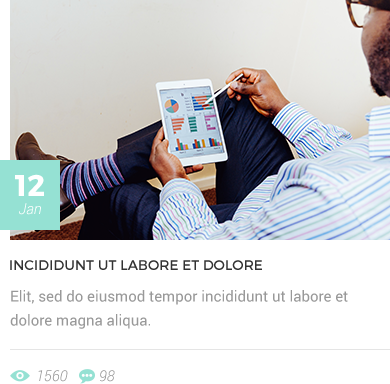 12
Jan
INCIDIDUNT UT LABORE ET DOLORE
Elit, sed do eiusmod tempor incididunt ut labore et
dolore magna aliqua.
1560 98